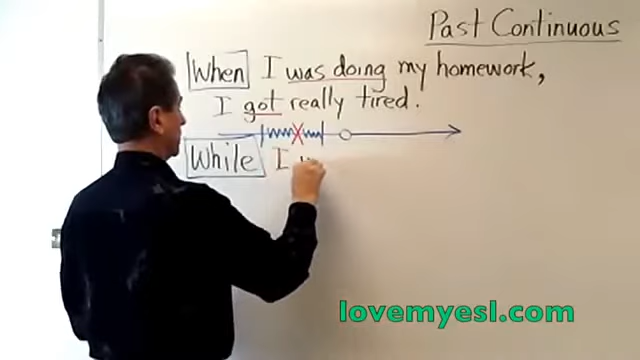 Past Continuous
When I was doing my homework,
I got really tired.
While I
lovemyesl.com